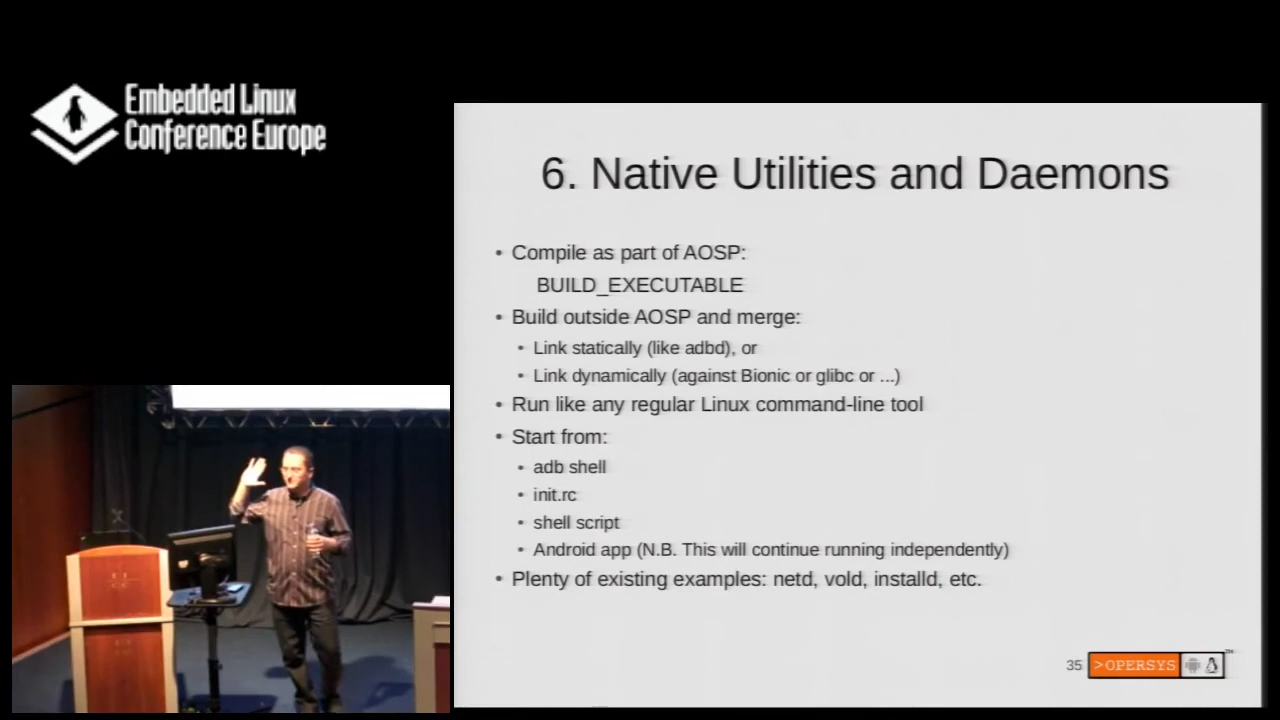 Embedded Linux
Conference Europe
6. Native Utilities and Daemons
• Compile as part of AOSP:
BUILD_EXECUTABLE
• Build outside AOSP and merge:
• Link statically (like adbd), or
• Link dynamically (against Bionic or glibc or ...)
• Run like any regular Linux command-line tool
• Start from:
• adb shell
• init.rc
• shell script
• Android app (N.B. This will continue running independently)
• Plenty of existing examples: netd, vold, installd, etc.
35
>OPERSYS
TM